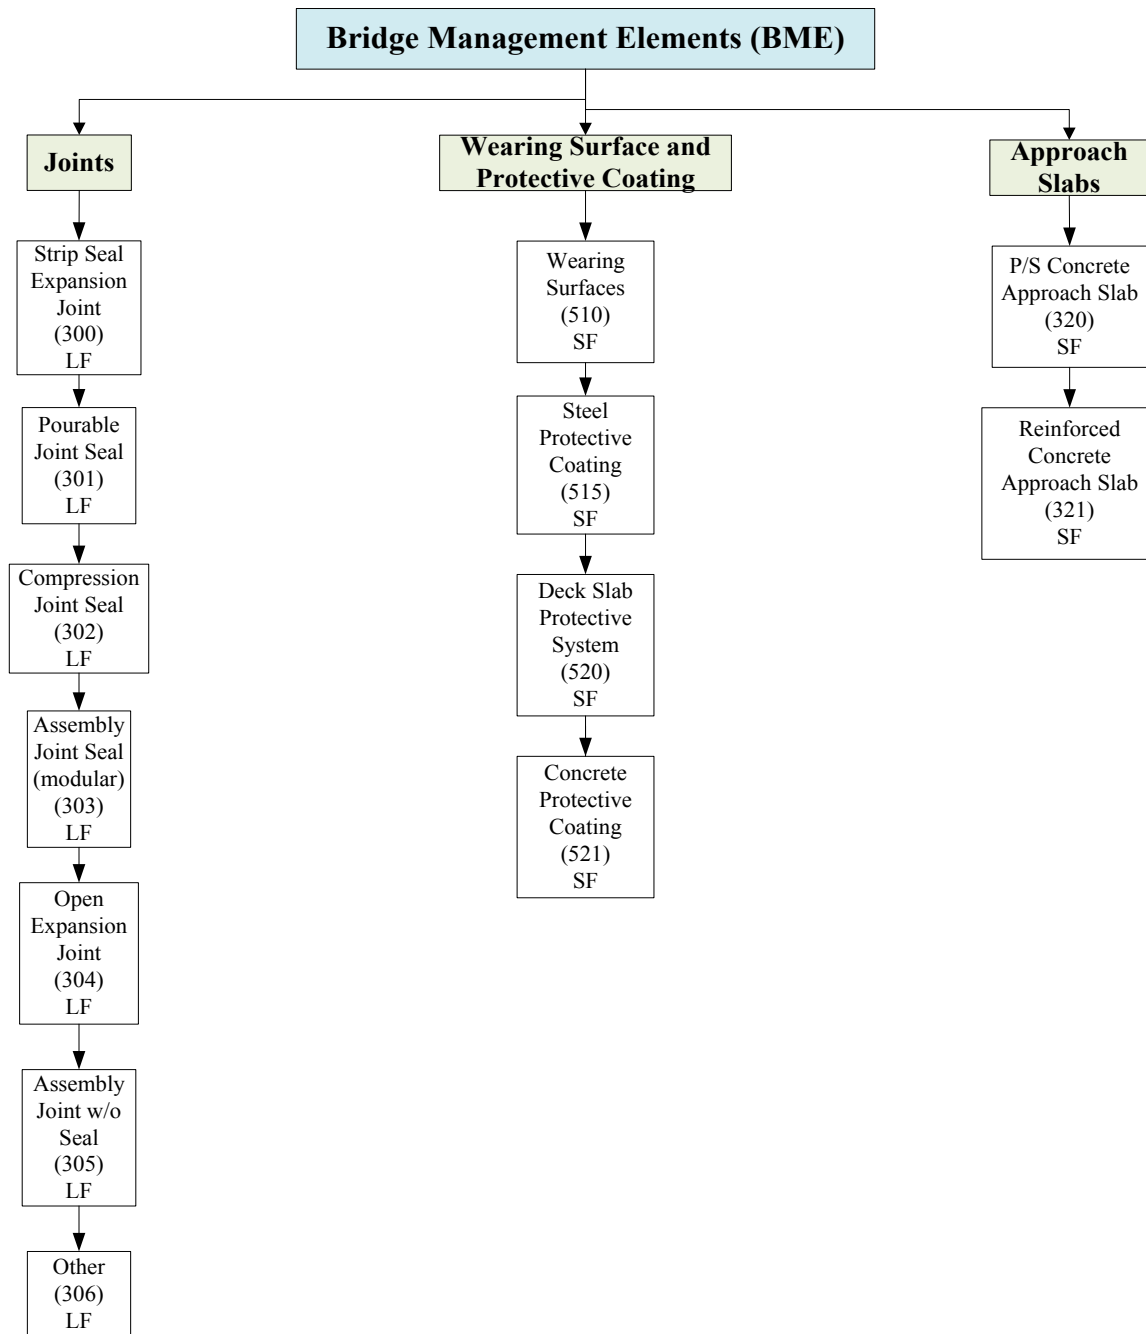 Bridge Management Elements (BME)
Joints
Strip Seal
Expansion
Joint
(300)
LF
Pourable
Joint Seal
(301)
LF
Compression
Joint Seal
(302)
LF
Assembly
Joint Seal
(modular)
(303)
LF
Open
Expansion
Joint
(304)
LF
Assembly
Joint w/o
Seal
(305)
LF
Other
(306)
LF
Wearing Surface and
Protective Coating
Wearing
Surfaces
(510)
SF
Steel
Protective
Coating
(515)
SF
Deck Slab
Protective
System
(520)
SF
Concrete
Protective
Coating
(521)
SF
Approach
Slabs
P/S Concrete
Approach Slab
(320)
SF
Reinforced
Concrete
Approach Slab
(321)
SF